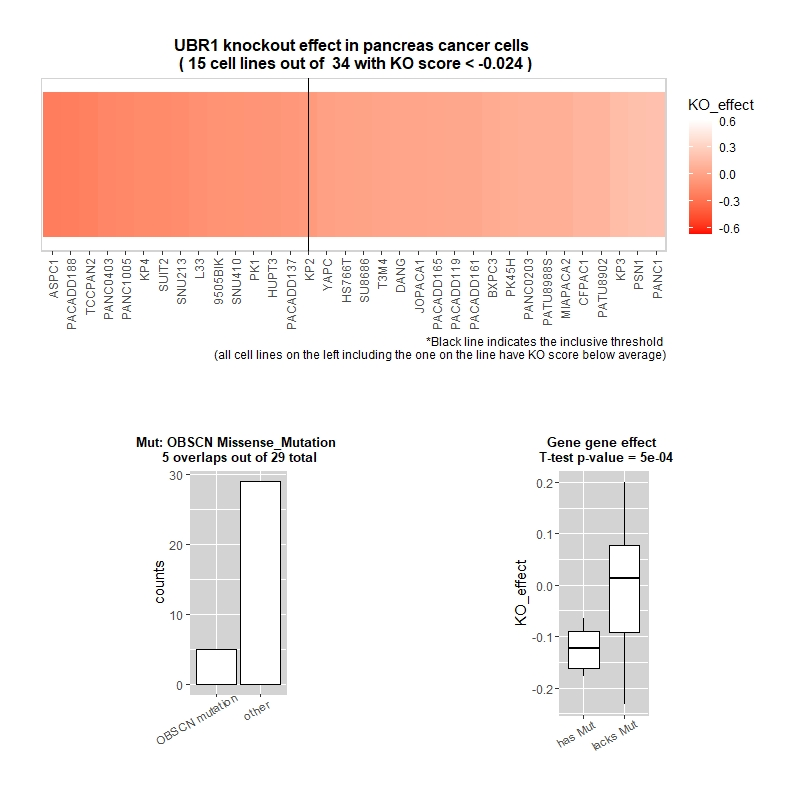 UBR1 knockout effect in pancreas cancer cells
( 15 cell lines out of 34 with KO score < -0.024 )
KO_effect
0.6
0.3
0.0
-0.3
-0.6
ASPC1
PACADD188
TCCPAN2
PANC0403
PANC1005
KP4
SUIT2
SNU213
L33
9505BIK
SNU410
PK1
HUPT3
PACADD137
KP2
YAPC
HS766T
SU8686
T3M4
DANG
JOPACA1
PACADD165
PACADD119
PACADD161
BXPC3
PK45H
PANC0203
PATU8988S
MIAPACA2
CFPAC1
PATU8902
KP3
PSN1
PANC1
*Black line indicates the inclusive threshold
(all cell lines on the left including the one on the line have KO score below average)
Mut: OBSCN Missense_Mutation
5 overlaps out of 29 total
counts
30
20
10
0
OBSCN mutation
other
Gene gene effect
T-test p-value = 5e-04
KO_effect
0.2
0.1
0.0
-0.1
-0.2
has Mut
lacks Mut